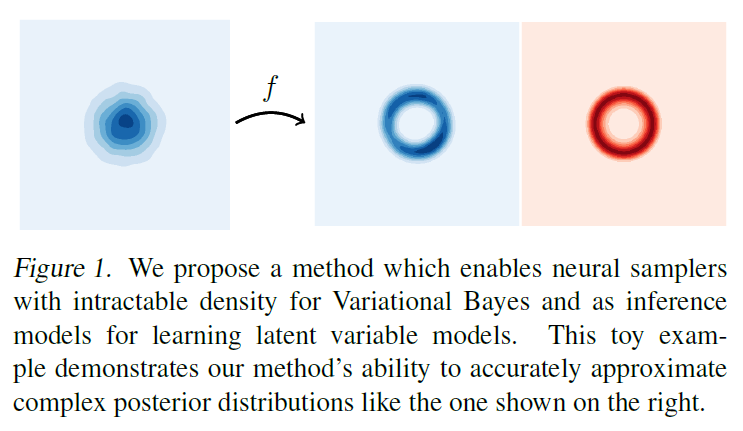 f
Figure 1. We propose a method which enables neural samplers
with intractable density for Variational Bayes and as inference
models for learning latent variable models. This toy exam-
ple demonstrates our method's ability to accurately approximate
complex posterior distributions like the one shown on the right.